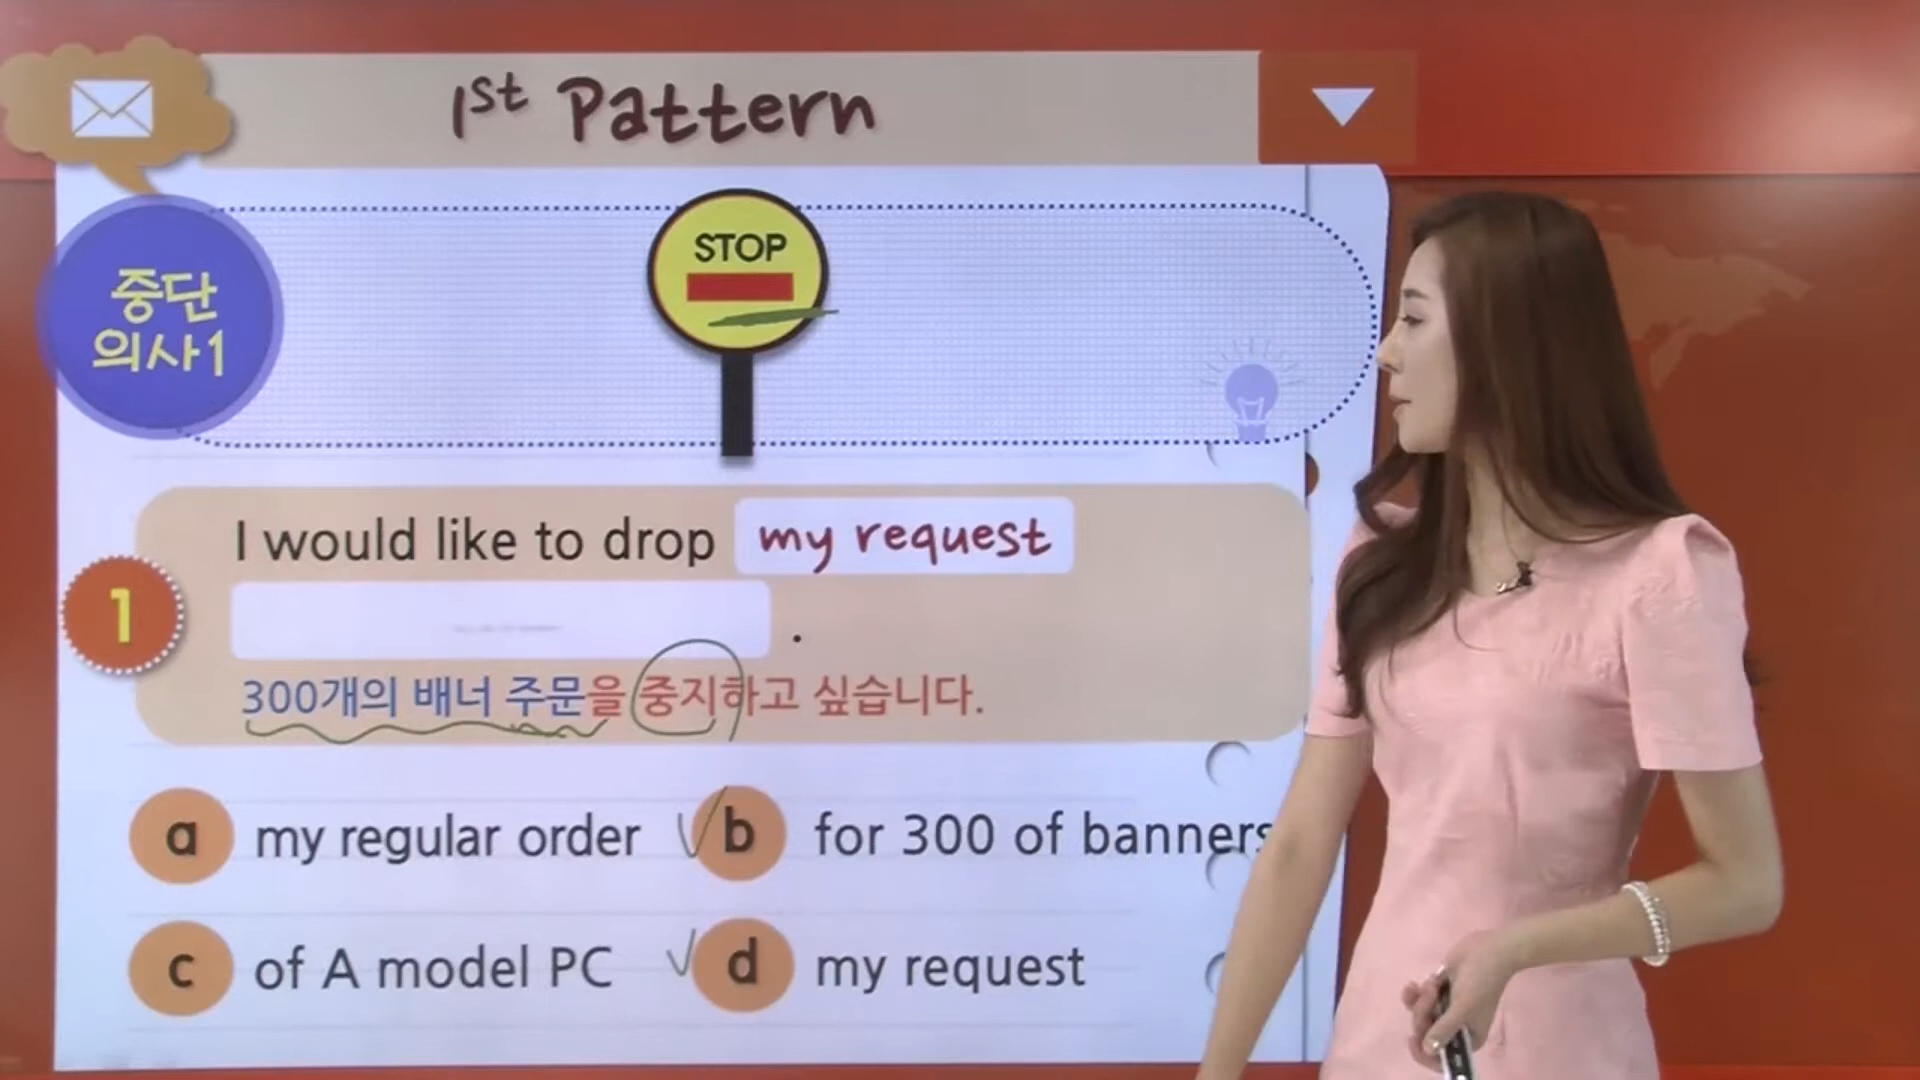 1st Pattern
STOP
중단
의사1
I would like to drop my request
.
1
300개의 배너 주문을 중지하고 싶습니다.
a my regular order b for 300 of banners
c of A model PC d my request